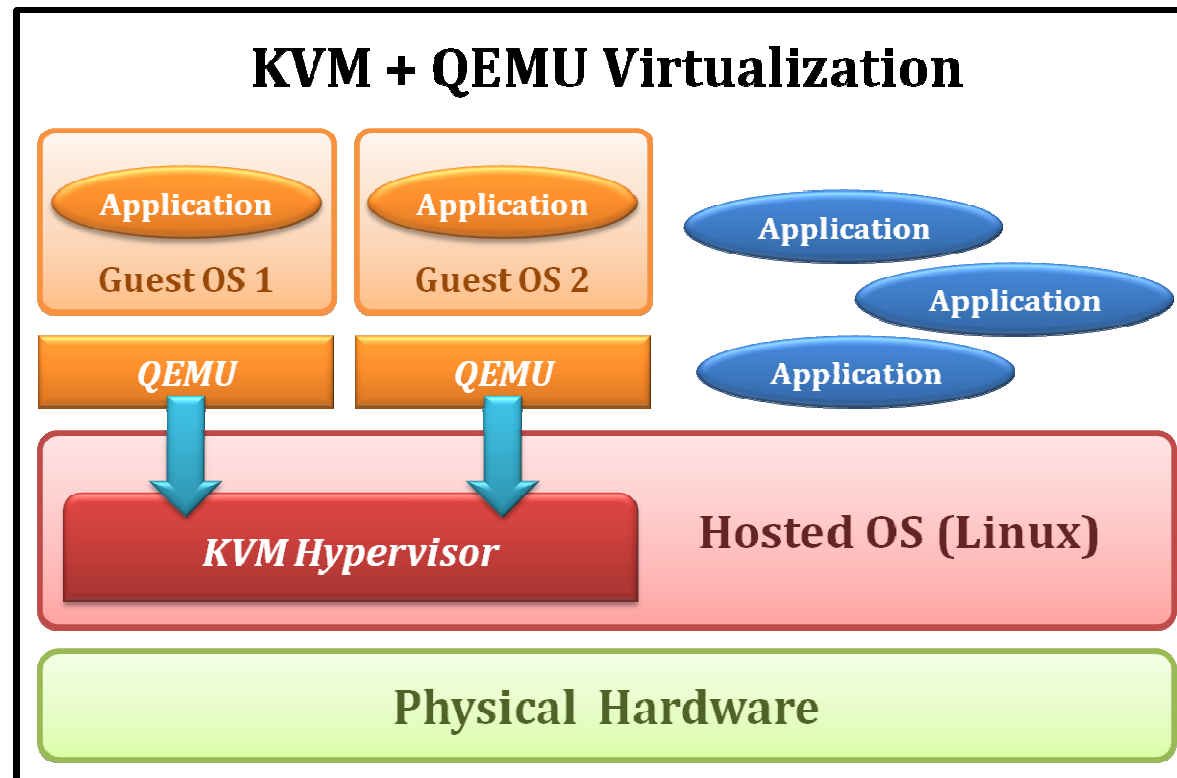 KVM + QEMU Virtualization
Application
Guest OS 1
Application
Guest OS 2
Application
Application
Application
QEMU
QEMU
KVM Hypervisor
Hosted OS (Linux)
Physical Hardware